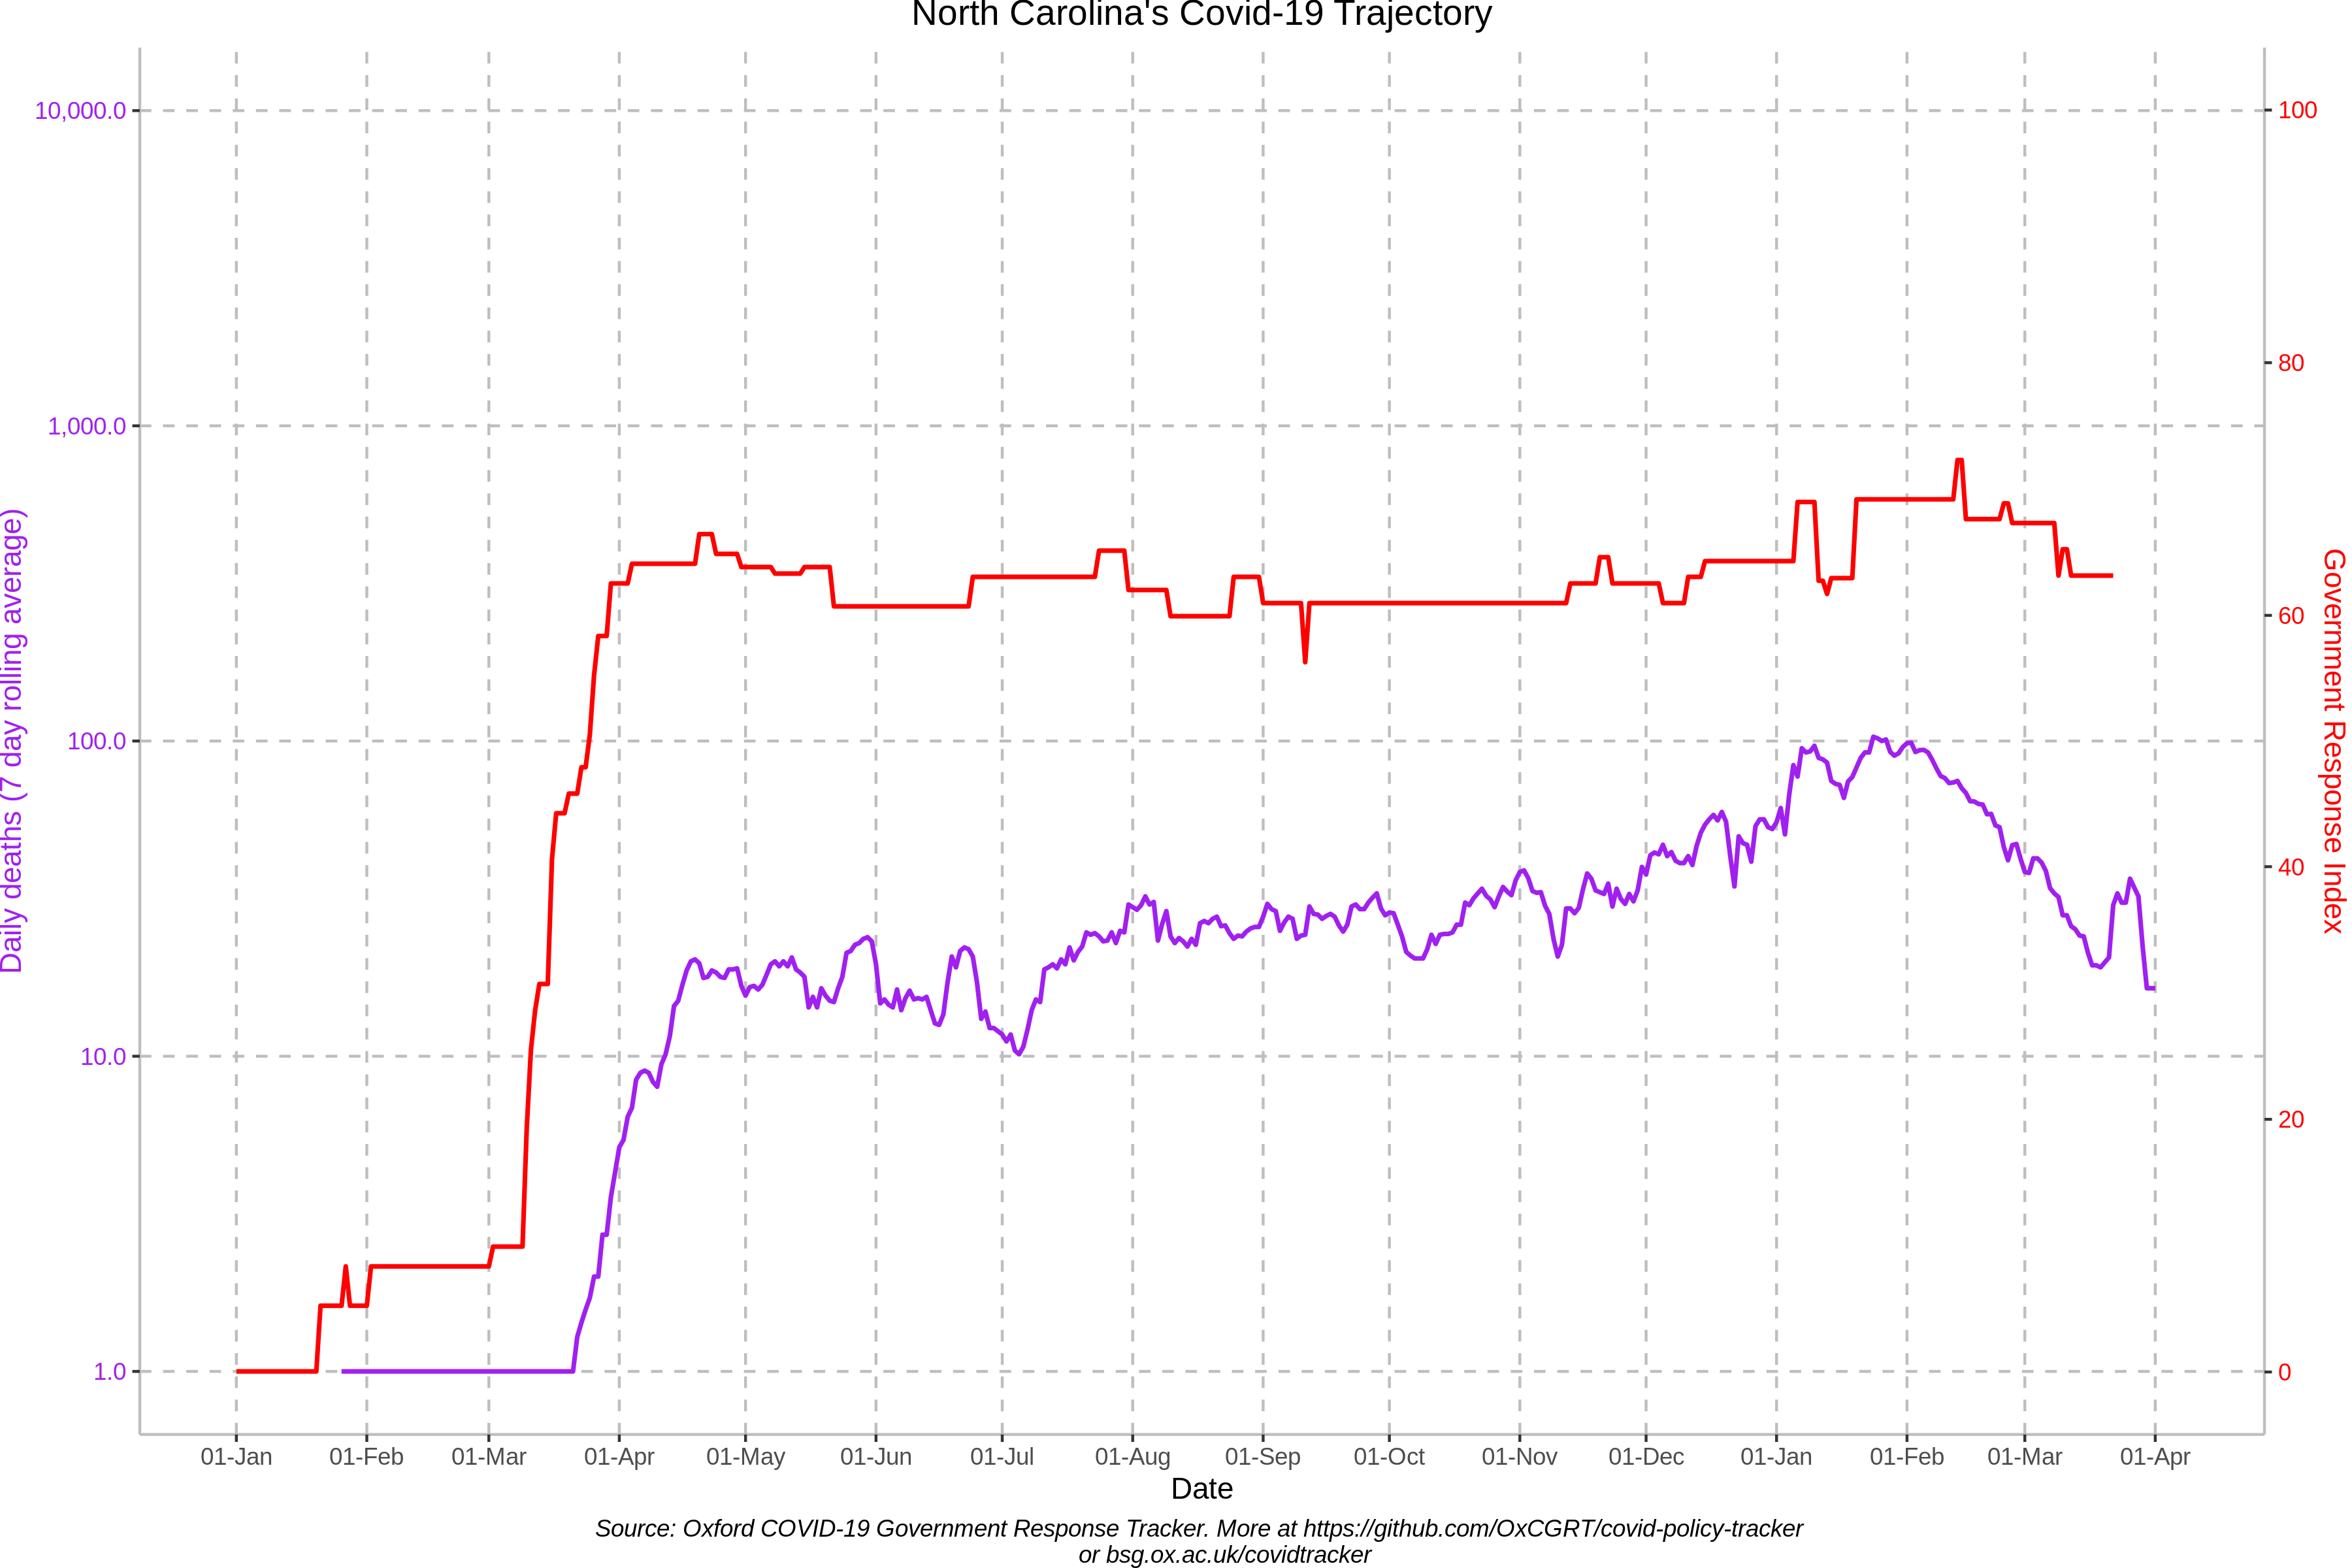 North Carolina's Covid-19 Trajectory
Daily deaths (7 day rolling average)
10,000.0
1,000.0
100.0
10.0
1.0
100
80
60
40
20
0
Government Response Index
01-Jan 01-Feb 01-Mar 01-Apr 01-May 01-Jun 01-Jul 01-Aug 01-Sep 01-Oct 01-Nov 01-Dec 01-Jan 01-Feb 01-Mar 01-Apr
Date
Source: Oxford COVID-19 Government Response Tracker. More at https://github.com/OxCGRT/covid-policy-tracker
or bsg.ox.ac.uk/covidtracker